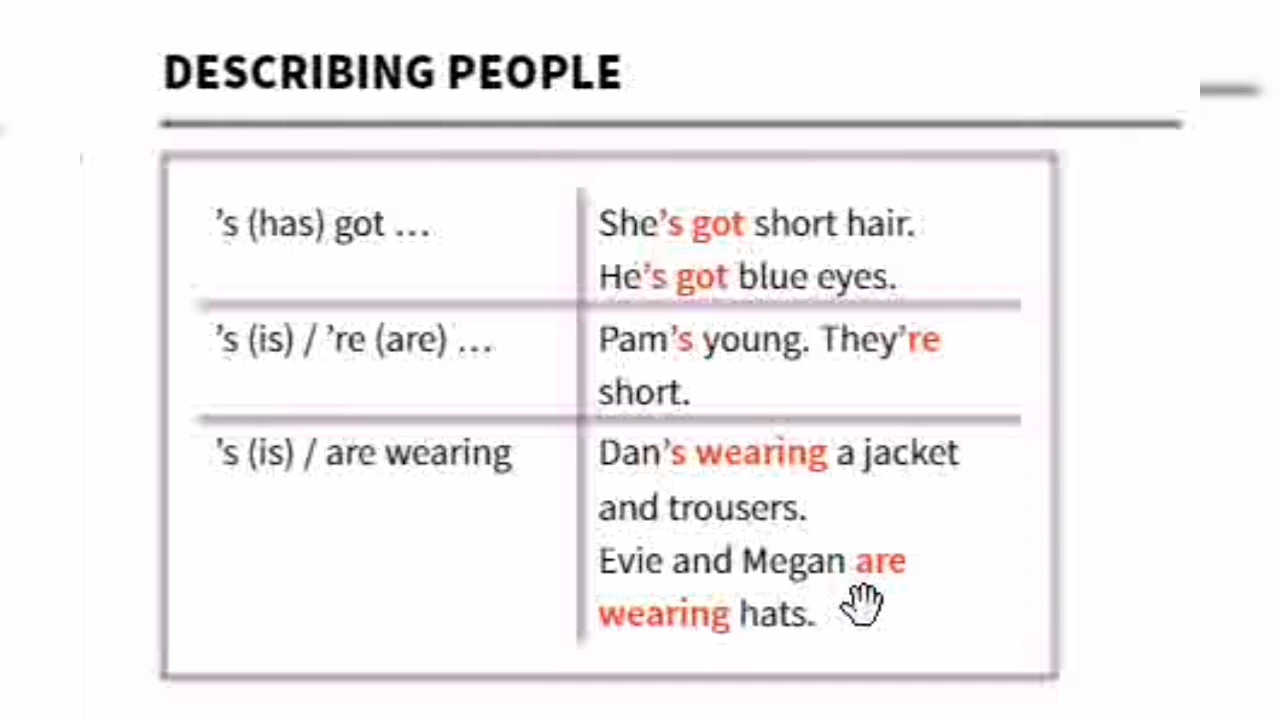 DESCRIBING PEOPLE
’s (has) got …
She’s got short hair.
He’s got blue eyes.
’s (is) / ’re (are) …
Pam’s young. They’re
short.
’s (is) / are wearing
Dan’s wearing a jacket
and trousers.
Evie and Megan are
wearing hats.